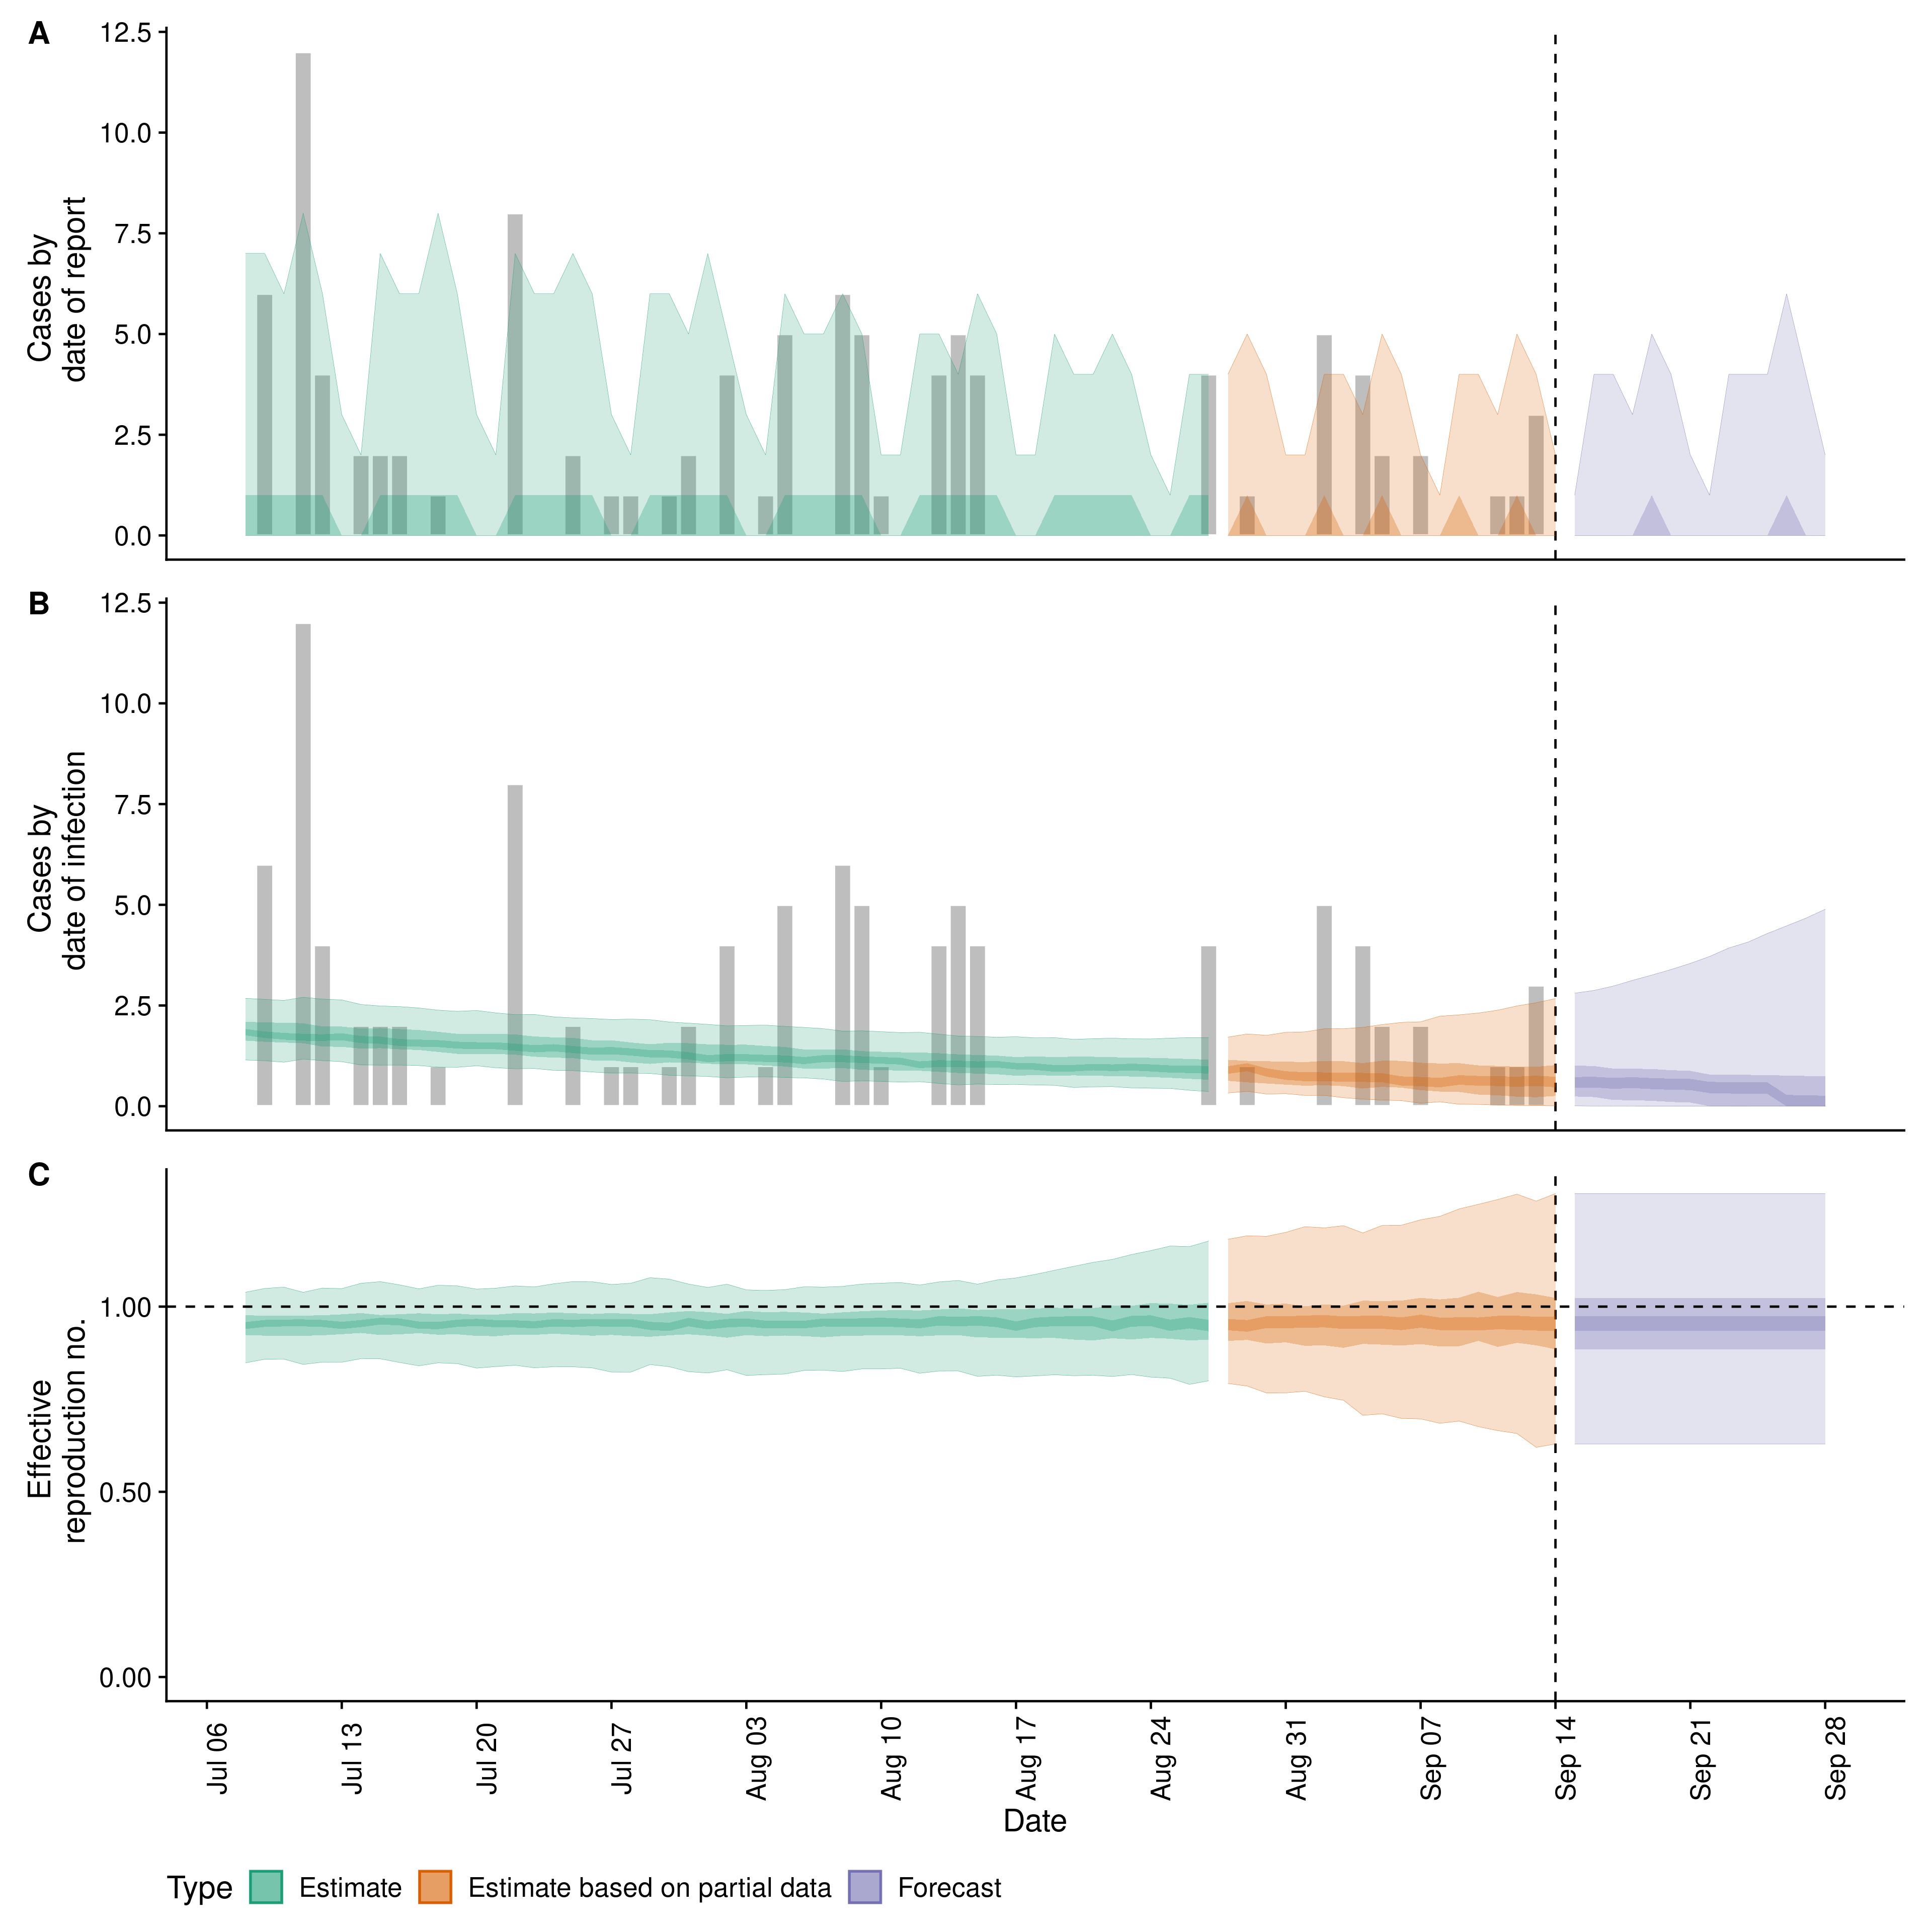 A
12.5
10.0
7.5
5.0
2.5
0.0
Cases by
date of report
B
12.5
10.0
7.5
5.0
2.5
0.0
Cases by
date of infection
C
1.00
0.50
0.00
Effective
reproduction no.
Jul 06
Jul 13
Jul 20
Jul 27
Aug 03
Aug 10
Aug 17
Aug 24
Aug 31
Sep 07
Sep 14
Sep 21
Sep 28
Date
Type Estimate Estimate based on partial data Forecast